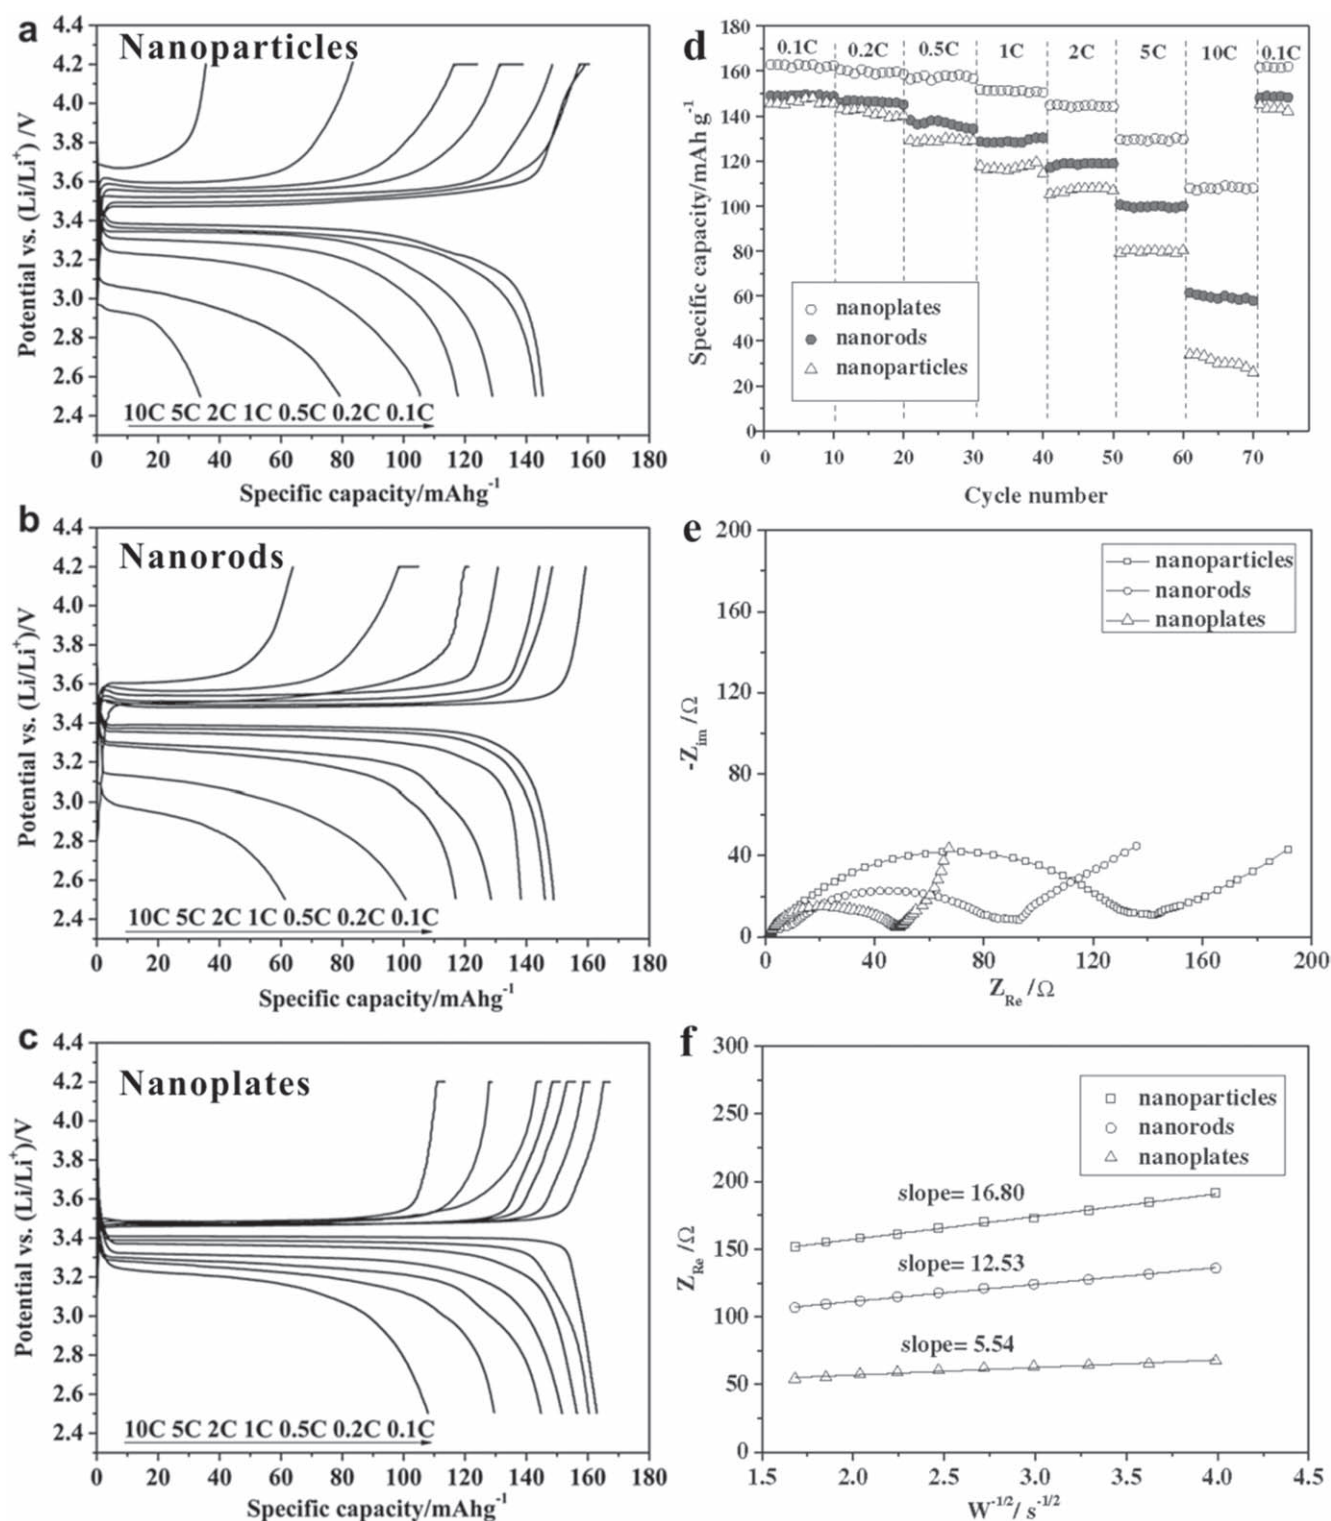 a
Nanoparticles
4.4
4.2
4.0
3.8
3.6
3.4
3.2
3.0
2.8
2.6
2.4
Potential vs. (Li/Li⁺) /V
10C 5C 2C 1C 0.5C 0.2C 0.1C
0 20 40 60 80 100 120 140 160 180
Specific capacity/mAhg⁻¹
b
Nanorods
4.4
4.2
4.0
3.8
3.6
3.4
3.2
3.0
2.8
2.6
2.4
Potential vs. (Li/Li⁺)/V
10C 5C 2C 1C 0.5C 0.2C 0.1C
0 20 40 60 80 100 120 140 160 180
Specific capacity/mAhg⁻¹
c
Nanoplates
4.4
4.2
4.0
3.8
3.6
3.4
3.2
3.0
2.8
2.6
2.4
Potential vs. (Li/Li⁺)/V
10C 5C 2C 1C 0.5C 0.2C 0.1C
0 20 40 60 80 100 120 140 160 180
Specific capacity/mAhg⁻¹
d
180
160
140
120
100
80
60
40
20
0
Specific capacity/mAh g⁻¹
0.1C 0.2C 0.5C 1C 2C 5C 10C 0.1C
nanoplates
nanorods
nanoparticles
0 10 20 30 40 50 60 70
Cycle number
e
200
160
120
80
40
0
-Z_im /Ω
nanoparticles
nanorods
nanoplates
0 40 80 120 160 200
Z_Re /Ω
f
300
250
200
150
100
50
0
Z_Re /Ω
nanoparticles
nanorods
nanoplates
slope= 16.80
slope= 12.53
slope= 5.54
1.5 2.0 2.5 3.0 3.5 4.0 4.5
W⁻¹/²/ s⁻¹/²